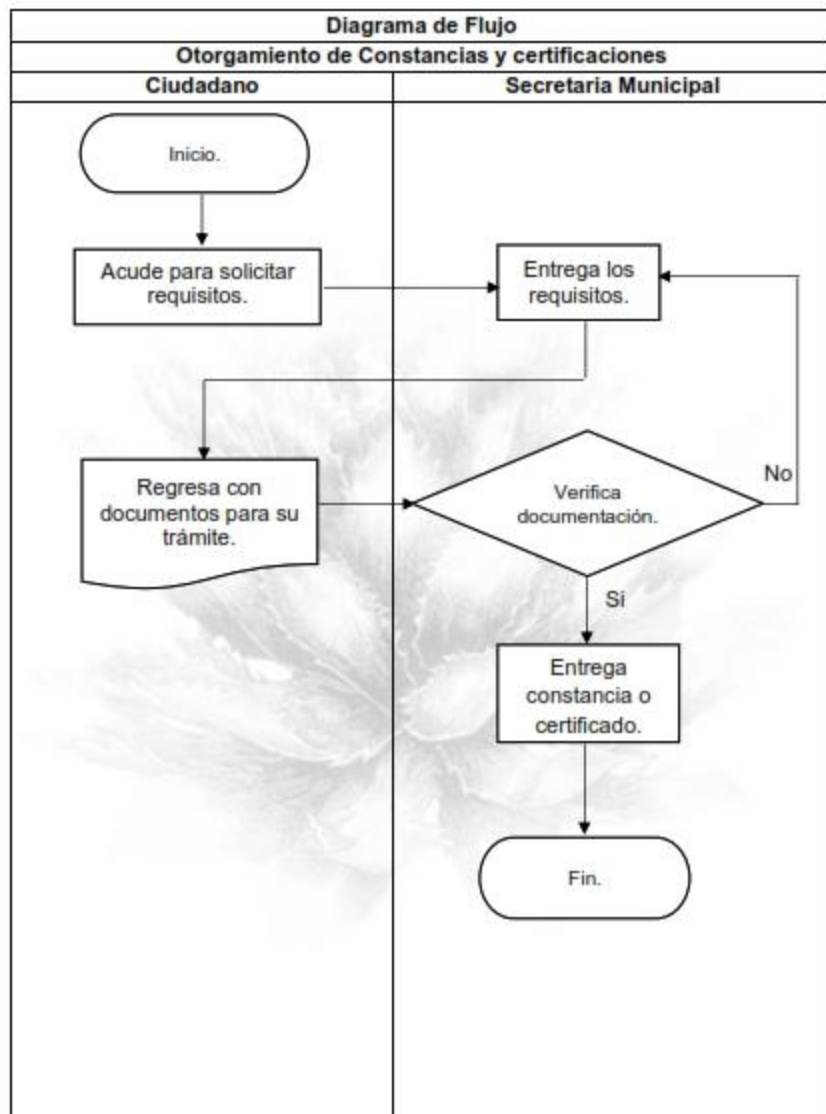 Diagrama de Flujo
Otorgamiento de Constancias y certificaciones
Ciudadano
Secretaria Municipal
Inicio.
Acude para solicitar
requisitos.
Entrega los
requisitos.
Regresa con
documentos para su
trámite.
Verifica
documentación.
No
Si
Entrega
constancia o
certificado.
Fin.